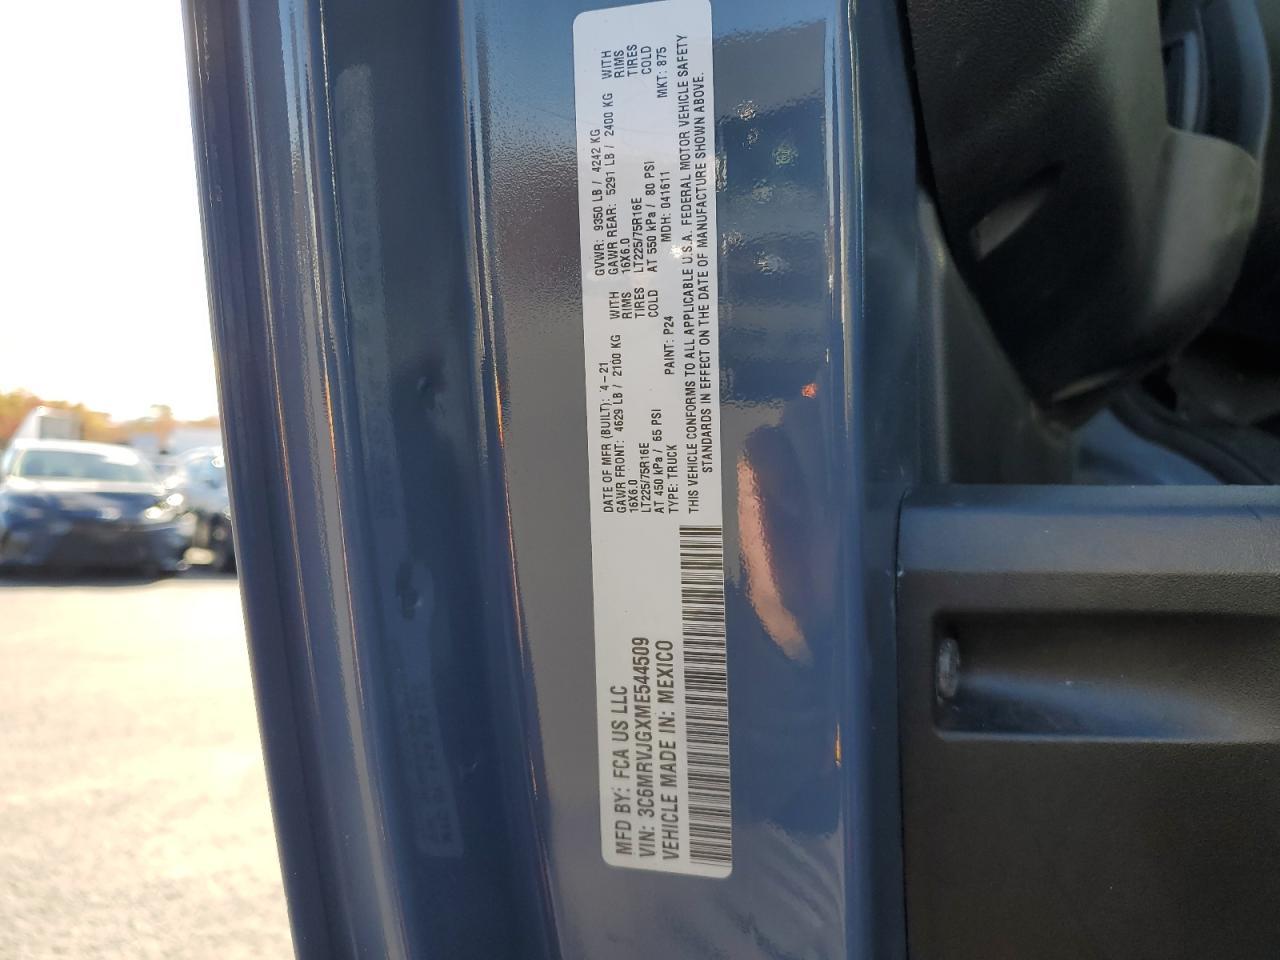 MFD BY: FCA US LLC
VIN: 3C6MRVJGXME544509
VEHICLE MADE IN: MEXICO
DATE OF MFR (BUILT): 4-21 GVWR: 9350 LB / 4242 KG
GAWR FRONT: 4629 LB / 2100 KG WITH GAWR REAR: 5291 LB / 2400 KG WITH
16X6.0 RIMS 16X6.0 RIMS
LT225/75R16E TIRES LT225/75R16E TIRES
AT 450 kPa / 65 PSI COLD AT 550 kPa / 80 PSI COLD
TYPE: TRUCK PAINT: P24 MDH: 041611 MKT: 875
THIS VEHICLE CONFORMS TO ALL APPLICABLE U.S.A. FEDERAL MOTOR VEHICLE SAFETY
STANDARDS IN EFFECT ON THE DATE OF MANUFACTURE SHOWN ABOVE.